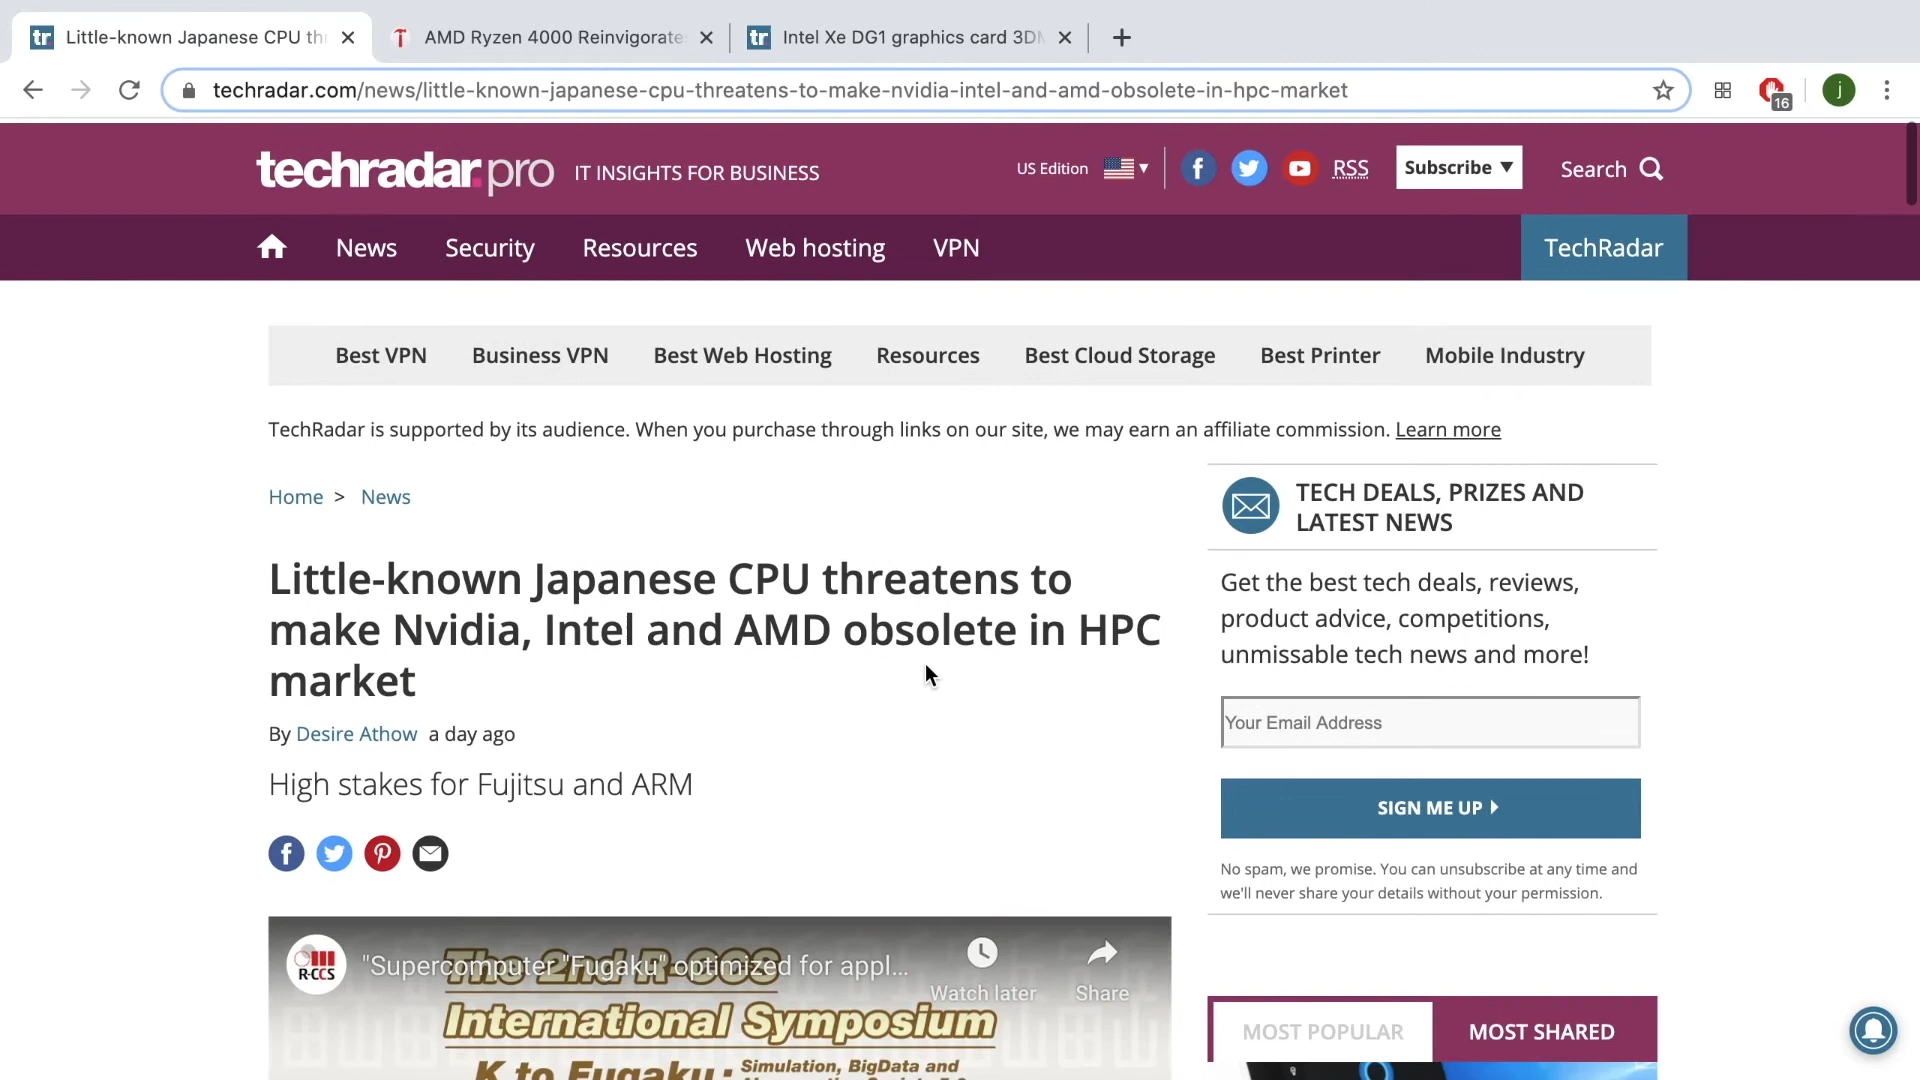 tr. Little-known Japanese CPU th
AMD Ryzen 4000 Reinvigorate
tr. Intel Xe DG1 graphics card 3D
techradar.com/news/little-known-japanese-cpu-threatens-to-make-nvidia-intel-and-amd-obsolete-in-hpc-market
16
j
techradar.pro IT INSIGHTS FOR BUSINESS
US Edition
RSS
Subscribe ▼
Search
News Security Resources Web hosting VPN
TechRadar
Best VPN Business VPN Best Web Hosting Resources Best Cloud Storage Best Printer Mobile Industry
TechRadar is supported by its audience. When you purchase through links on our site, we may earn an affiliate commission. Learn more
Home > News
Little-known Japanese CPU threatens to
make Nvidia, Intel and AMD obsolete in HPC
market
By Desire Athow a day ago
High stakes for Fujitsu and ARM
R-CCS
"Supercomputer "Fugaku" optimized for appl...
Watch later
Share
The 2nd R-CCS
International Symposium
K to Fugaku: Simulation, BigData and
TECH DEALS, PRIZES AND
LATEST NEWS
Get the best tech deals, reviews,
product advice, competitions,
unmissable tech news and more!
Your Email Address
SIGN ME UP
No spam, we promise. You can unsubscribe at any time and
we'll never share your details without your permission.
MOST POPULAR
MOST SHARED